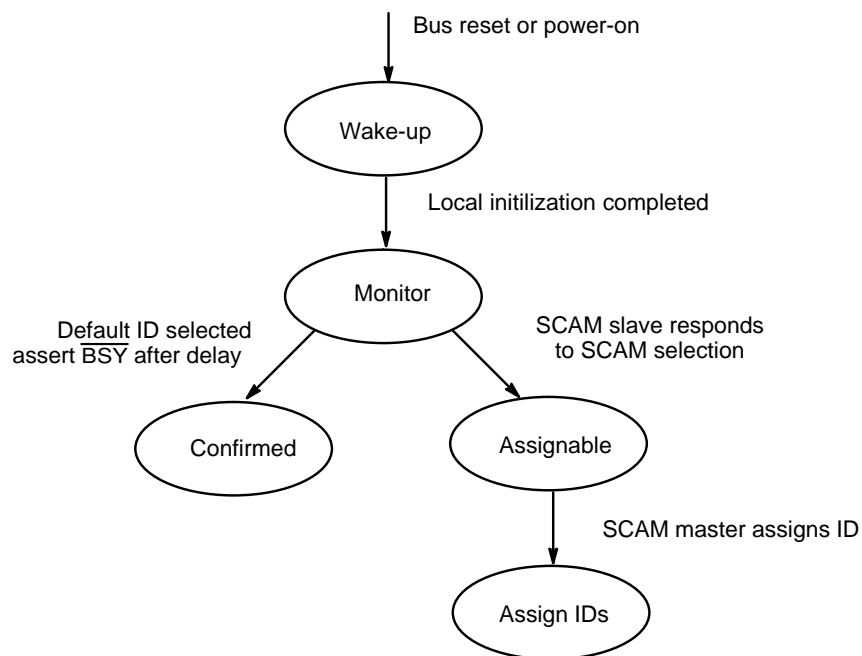 Bus reset or power-on
Wake-up
Local initilization completed
Monitor
Default ID selected
assert BSY after delay
SCAM slave responds
to SCAM selection
Confirmed
Assignable
SCAM master assigns ID
Assign IDs